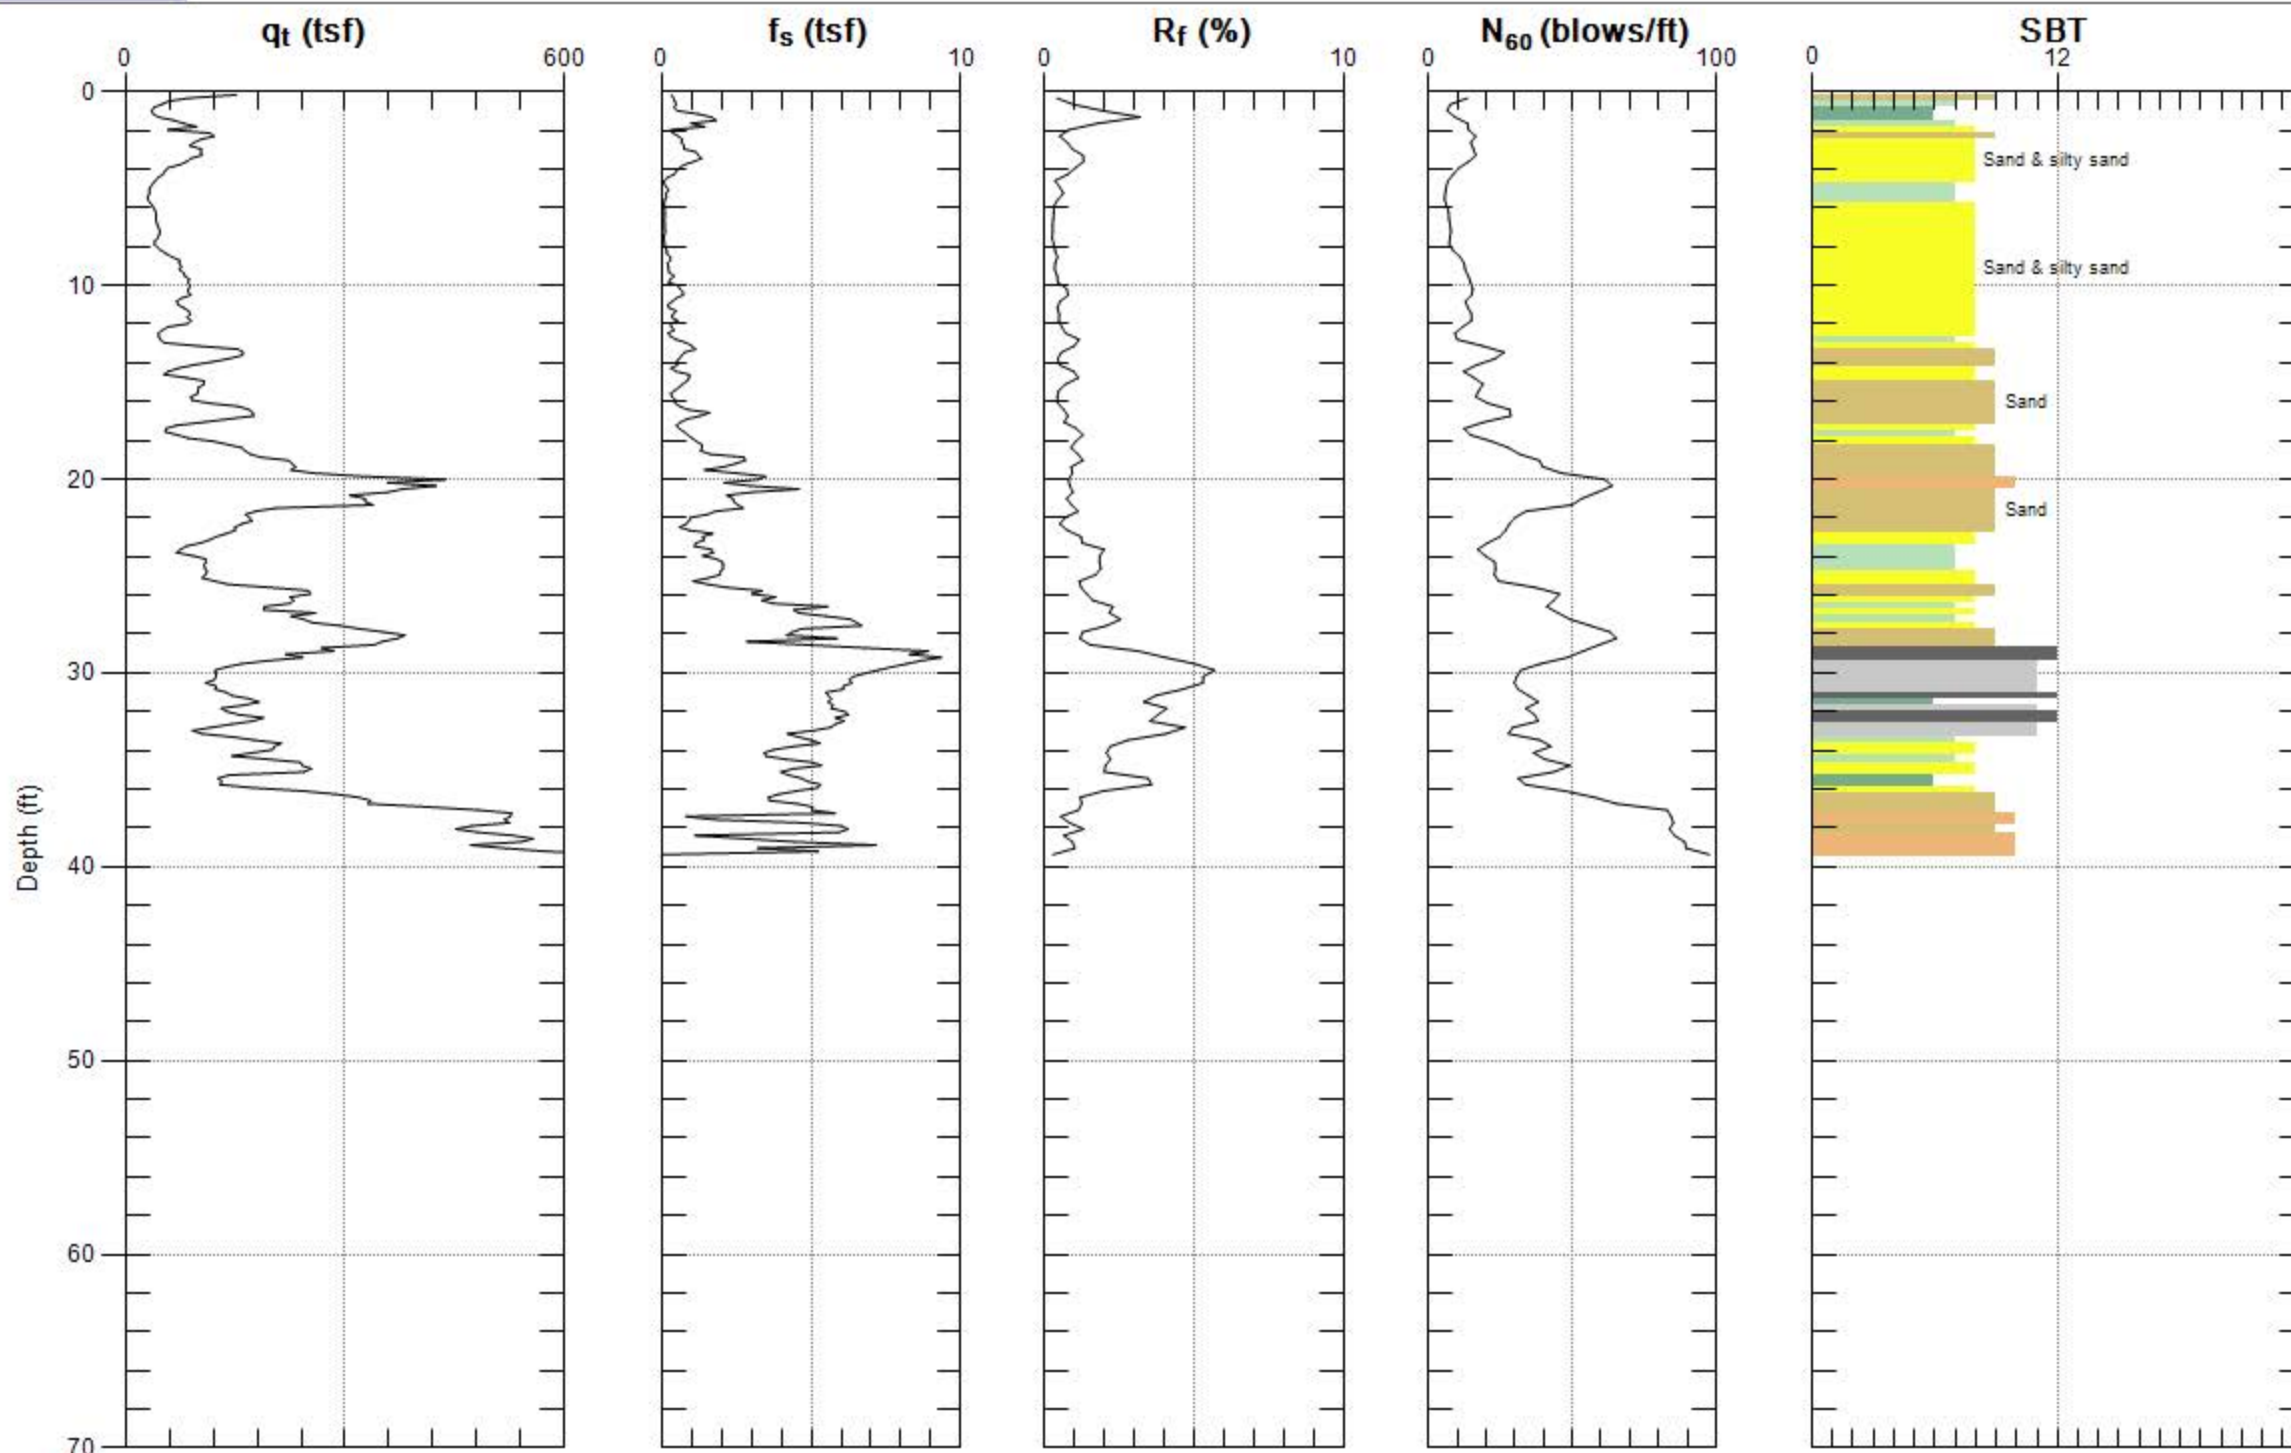 qt (tsf) fs (tsf) Rf (%) N60 (blows/ft) SBT
0 600 0 10 0 10 0 100 0 12
0
Sand & silty sand
Sand & silty sand
10
Sand
20
Sand
30
Depth (ft)
40
50
60
70